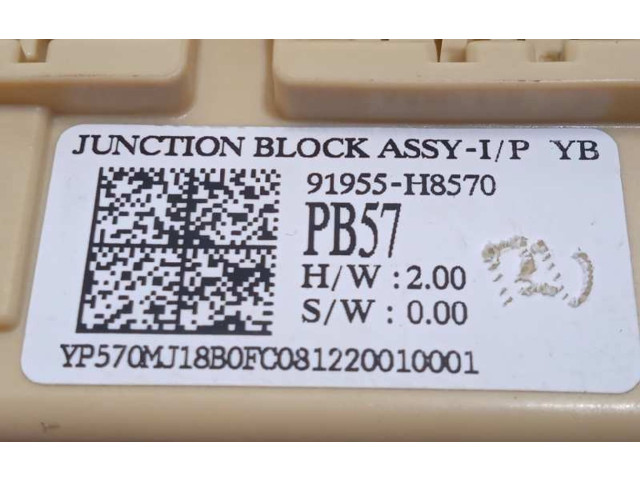 JUNCTION BLOCK ASSY-I/P YB
91955-H8570
PB57
H/W : 2.00
S/W : 0.00
YP570MJ18B0FC081220010001